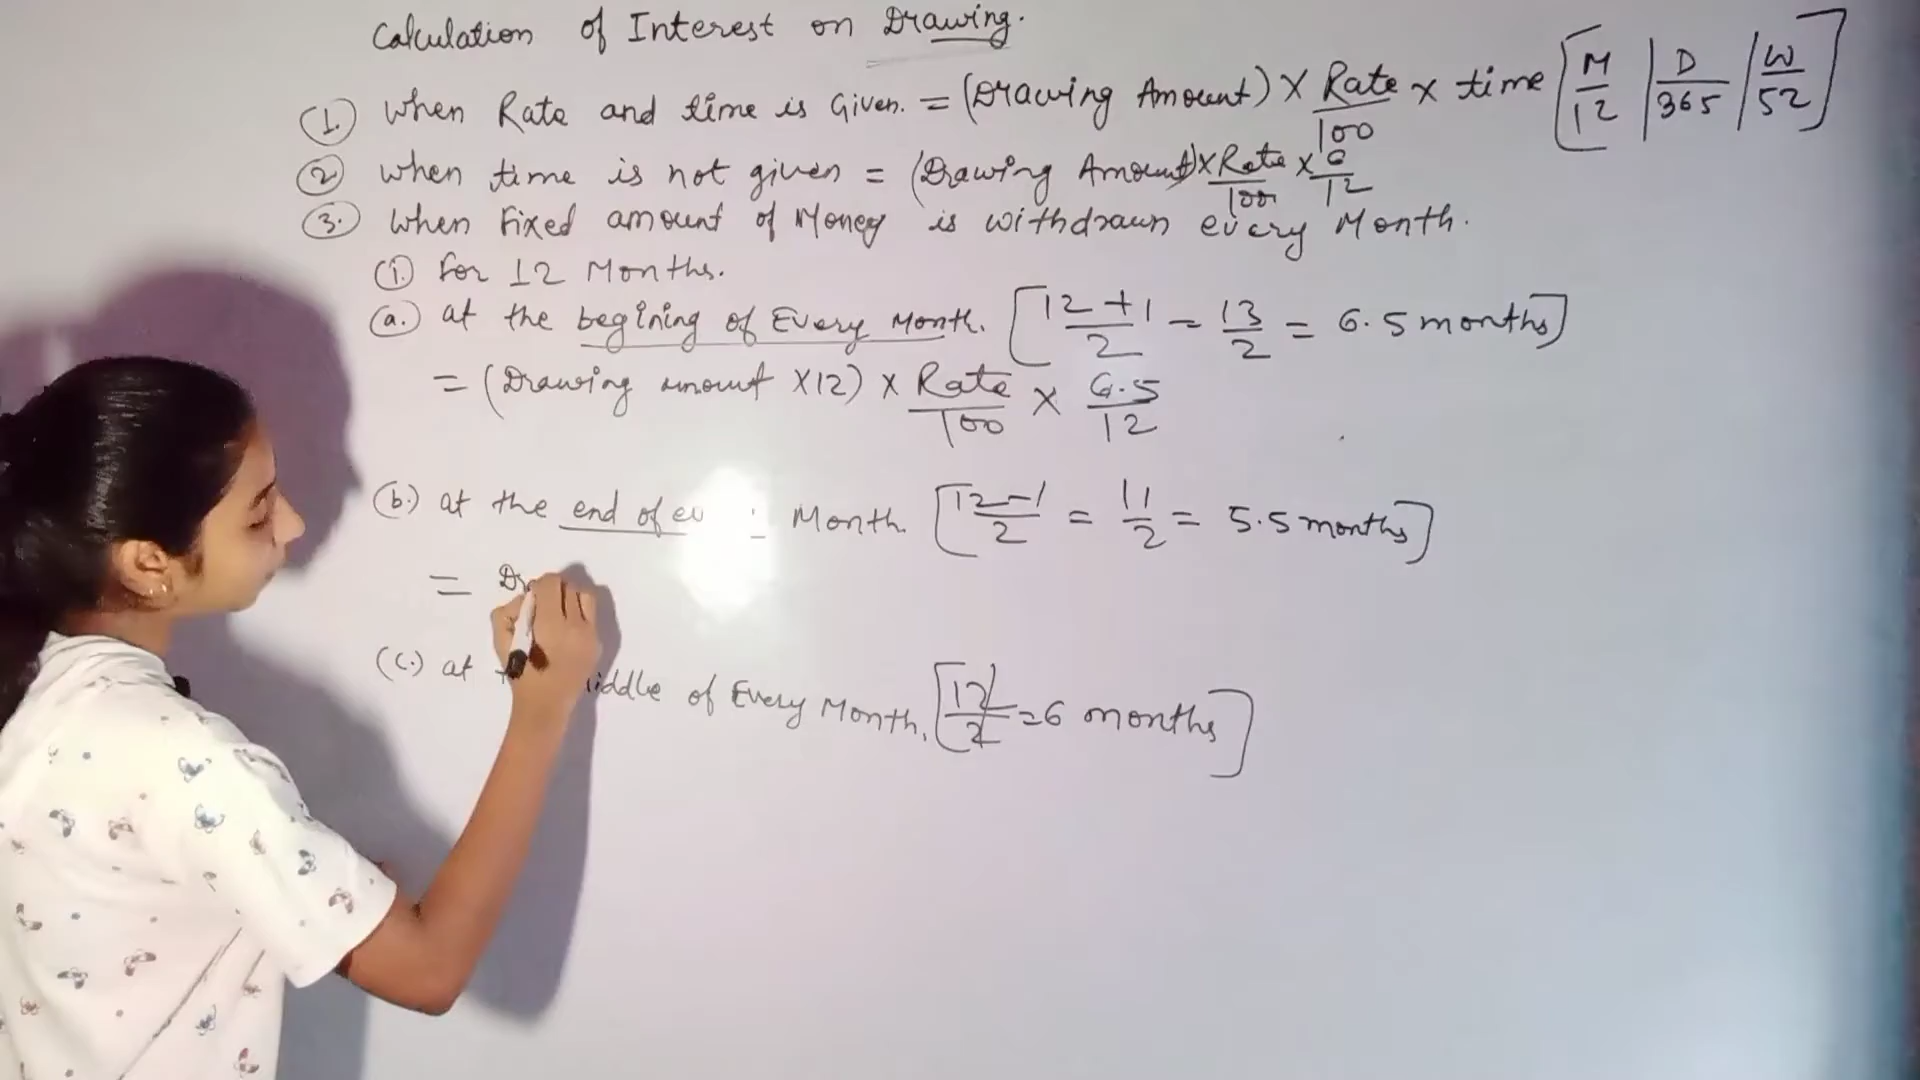 Calculation of Interest on Drawing.
(1.) When Rate and time is Given. = (Drawing Amount) X Rate/100 x time [M/12 | D/365 | W/52]
(2) when time is not given = (Drawing Amount) X Rate/100 x 6/12
(3.) when Fixed amount of Money is withdrawn every Month.
(i) For 12 Months.
(a.) at the begining of Every Month. [12+1/2 = 13/2 = 6.5 months]
= (Drawing amount X12) x Rate/100 x 6.5/12
(b.) at the end of Month. [12-1/2 = 11/2 = 5.5 months]
=
(c.) at of Every Month. [12/2 = 6 months]